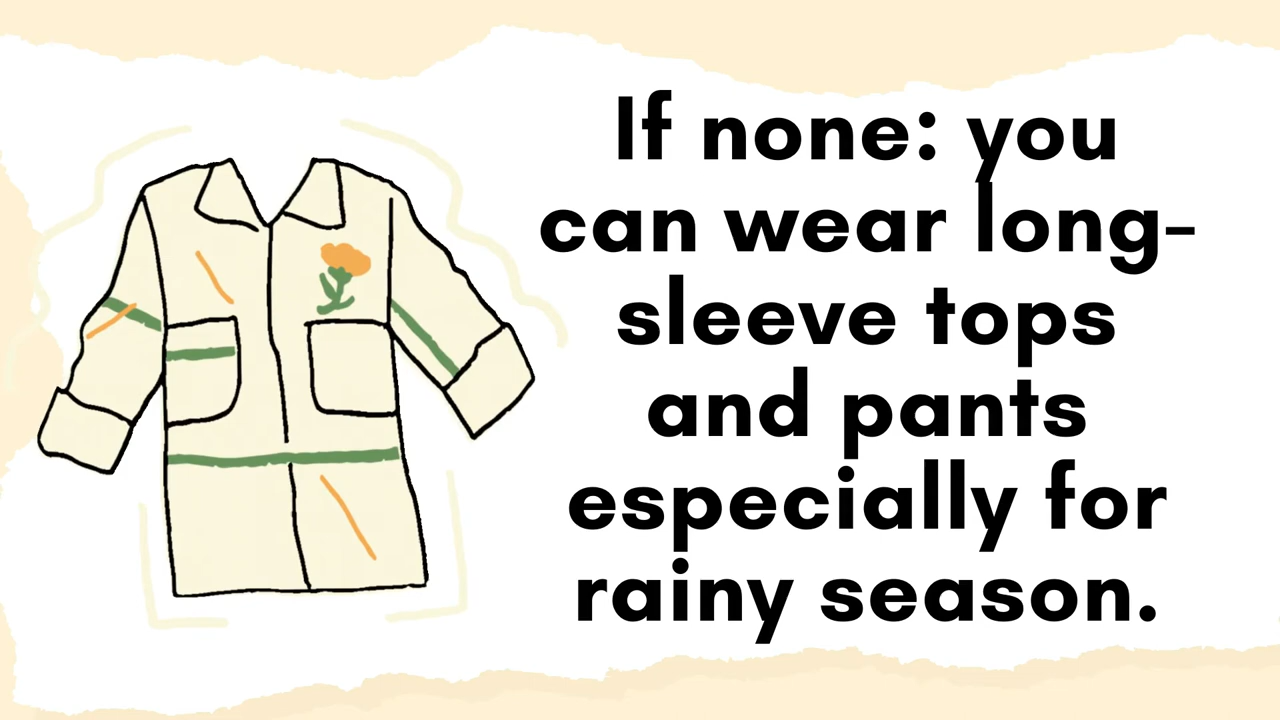 If none: you
can wear long-
sleeve tops
and pants
especially for
rainy season.